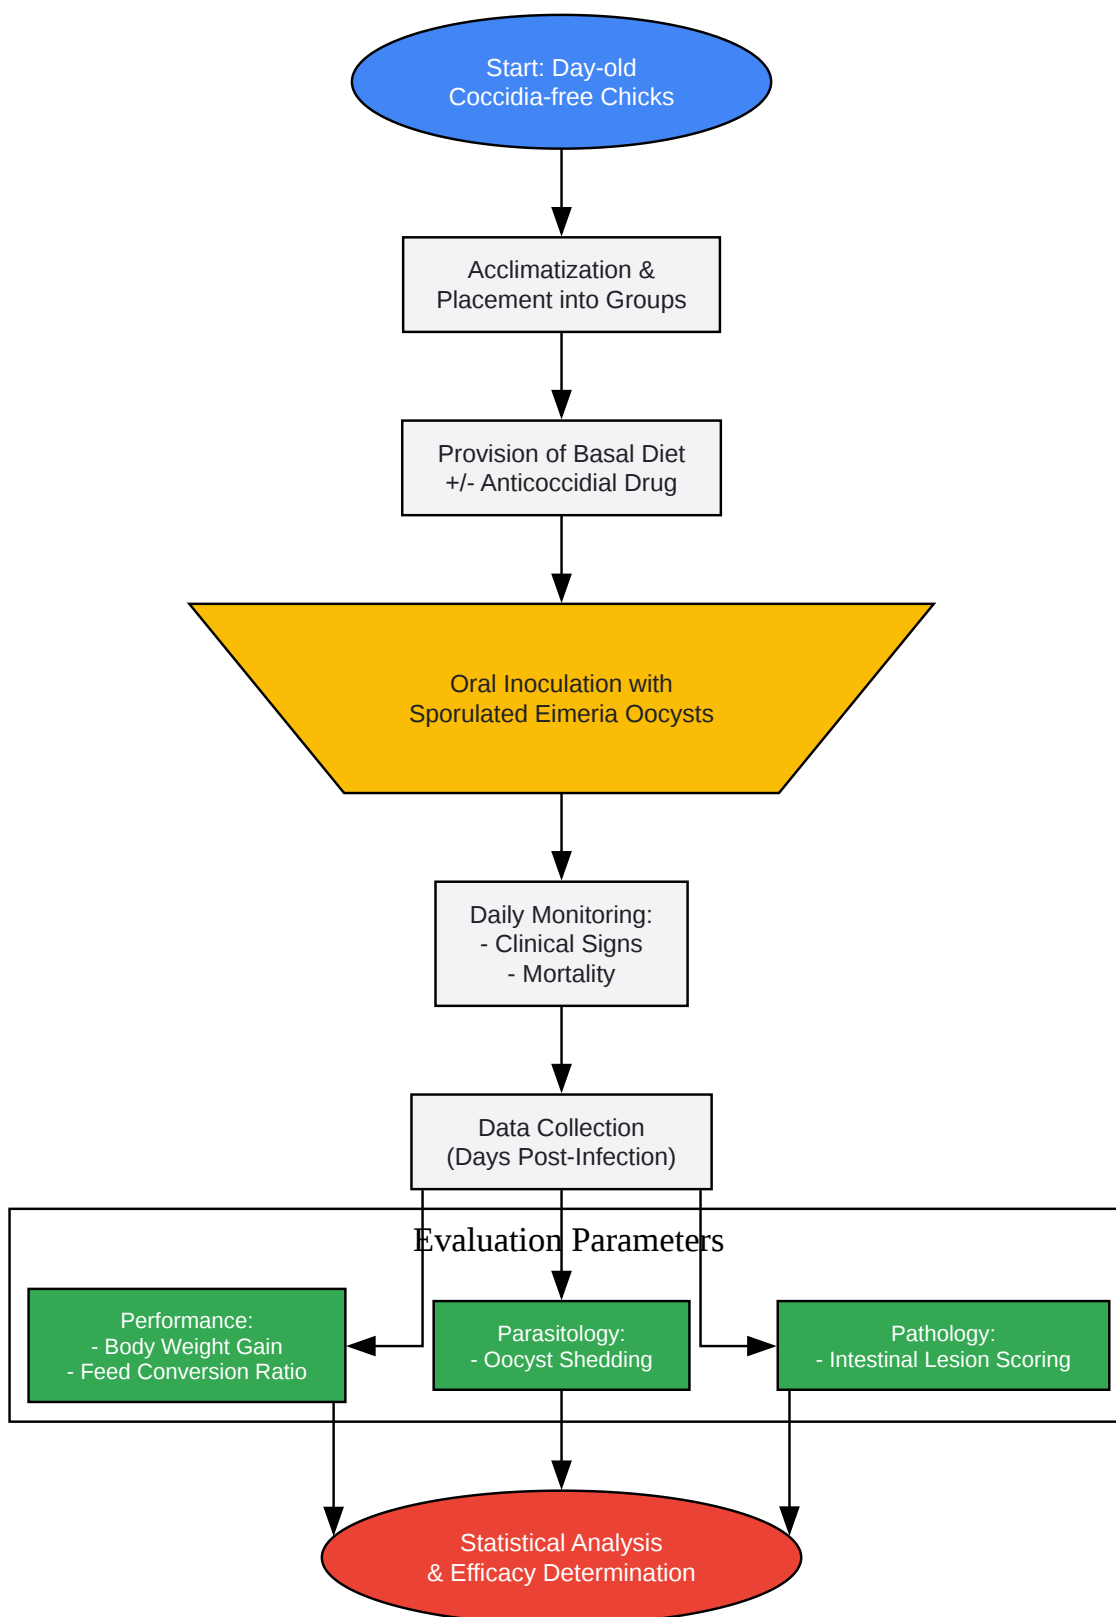 Start: Day-old
Coccidia-free Chicks
Acclimatization &
Placement into Groups
Provision of Basal Diet
+/- Anticoccidial Drug
Oral Inoculation with
Sporulated Eimeria Oocysts
Daily Monitoring:
- Clinical Signs
- Mortality
Data Collection
(Days Post-Infection)
Evaluation Parameters
Performance:
- Body Weight Gain
- Feed Conversion Ratio
Parasitology:
- Oocyst Shedding
Pathology:
- Intestinal Lesion Scoring
Statistical Analysis
& Efficacy Determination